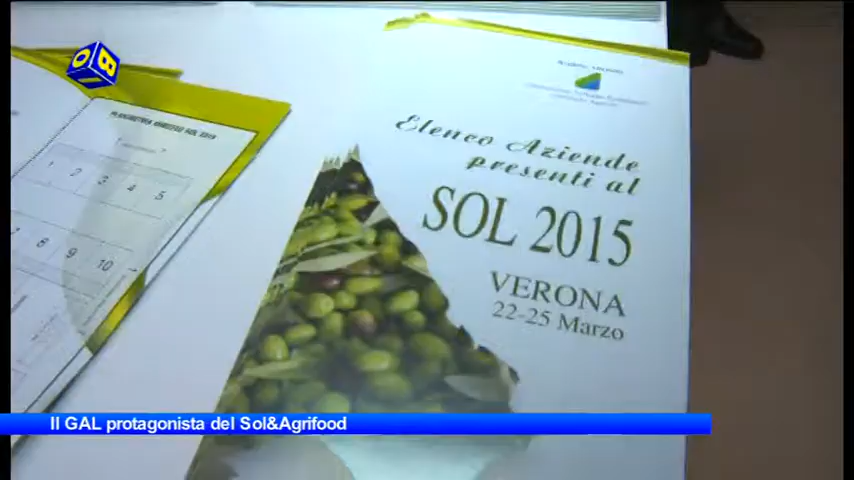 OB
PLANIMETRIA INGRESSO SOL 2015
1 2 3 4 5
8 9 10
Elenco Aziende
presenti al
SOL 2015
VERONA
22-25 Marzo
Il GAL protagonista del Sol&Agrifood